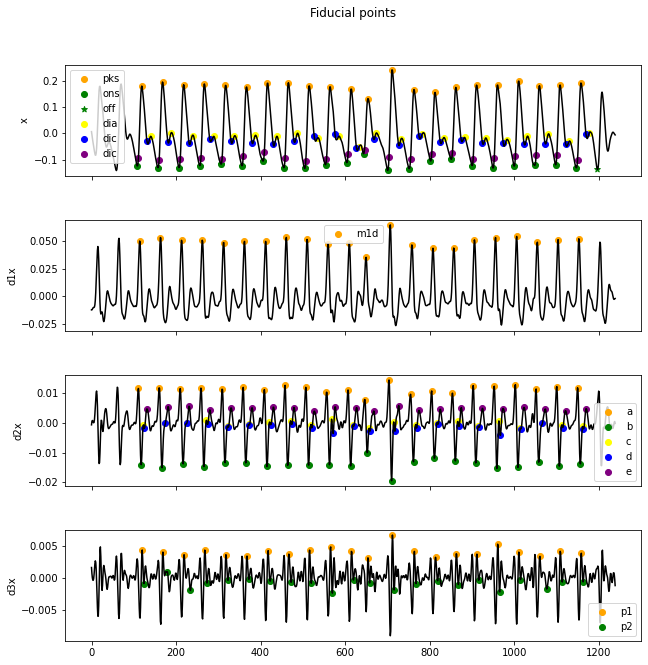 Fiducial points
x
0.2
0.1
0.0
−0.1
pks
ons
off
dia
dic
dic
d1x
0.050
0.025
0.000
−0.025
m1d
d2x
0.01
0.00
−0.01
−0.02
a
b
c
d
e
d3x
0.005
0.000
−0.005
p1
p2
0 200 400 600 800 1000 1200